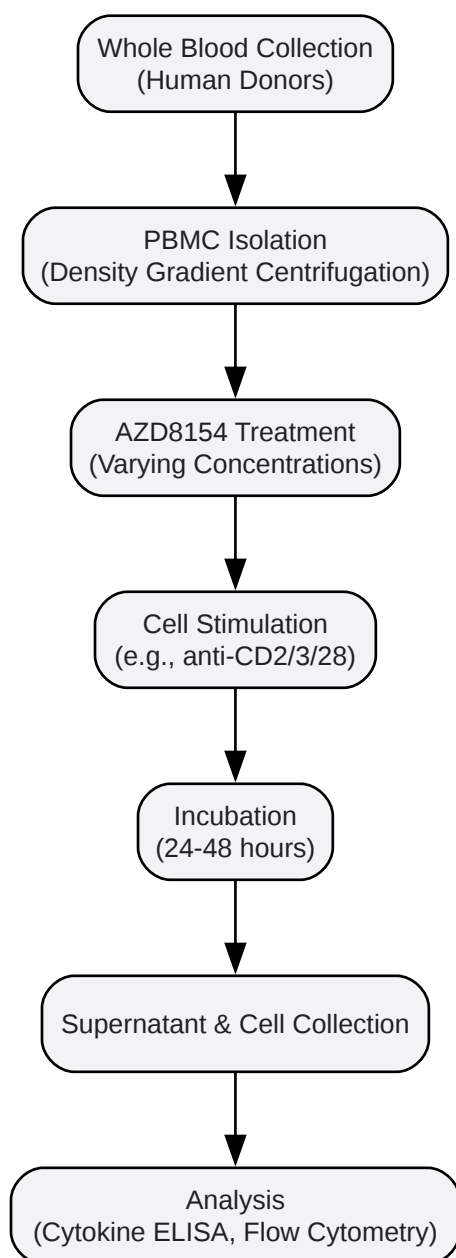 Whole Blood Collection
(Human Donors)
PBMC Isolation
(Density Gradient Centrifugation)
AZD8154 Treatment
(Varying Concentrations)
Cell Stimulation
(e.g., anti-CD2/3/28)
Incubation
(24-48 hours)
Supernatant & Cell Collection
Analysis
(Cytokine ELISA, Flow Cytometry)